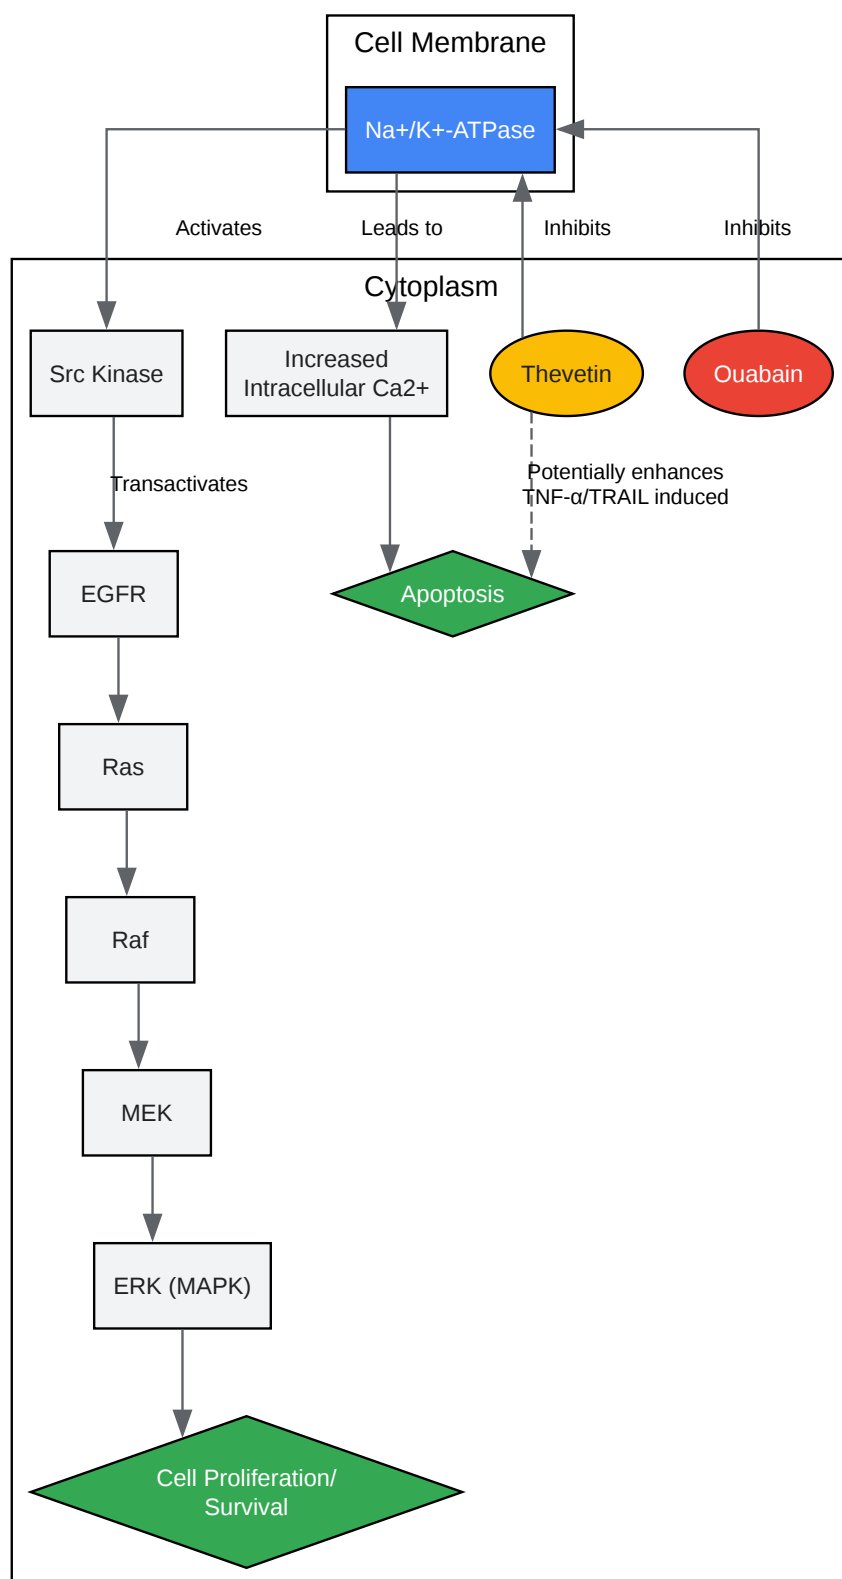 Cell Membrane
Na+/K+-ATPase
Activates
Leads to
Inhibits
Inhibits
Cytoplasm
Src Kinase
Increased
Intracellular Ca2+
Thevetin
Ouabain
Transactivates
Potentially enhances
TNF-α/TRAIL induced
EGFR
Apoptosis
Ras
Raf
MEK
ERK (MAPK)
Cell Proliferation/
Survival